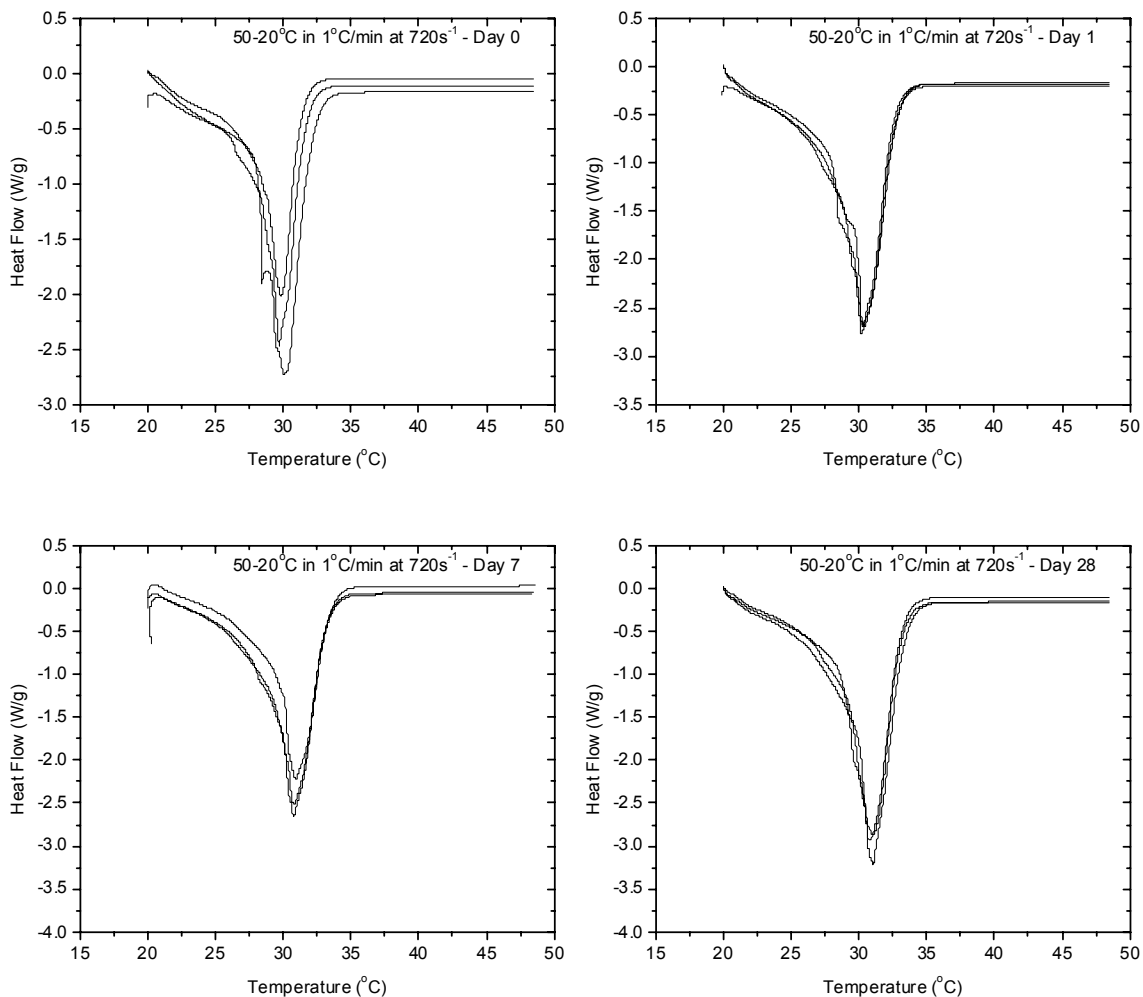 50-20°C in 1°C/min at 720s⁻¹ - Day 0
0.5
0.0
-0.5
-1.0
-1.5
-2.0
-2.5
-3.0
Heat Flow (W/g)
15 20 25 30 35 40 45 50
Temperature (°C)
50-20°C in 1°C/min at 720s⁻¹ - Day 1
0.5
0.0
-0.5
-1.0
-1.5
-2.0
-2.5
-3.0
-3.5
Heat Flow (W/g)
15 20 25 30 35 40 45 50
Temperature (°C)
50-20°C in 1°C/min at 720s⁻¹ - Day 7
0.5
0.0
-0.5
-1.0
-1.5
-2.0
-2.5
-3.0
-3.5
-4.0
Heat Flow (W/g)
15 20 25 30 35 40 45 50
Temperature (°C)
50-20°C in 1°C/min at 720s⁻¹ - Day 28
0.5
0.0
-0.5
-1.0
-1.5
-2.0
-2.5
-3.0
-3.5
-4.0
Heat Flow (W/g)
15 20 25 30 35 40 45 50
Temperature (°C)